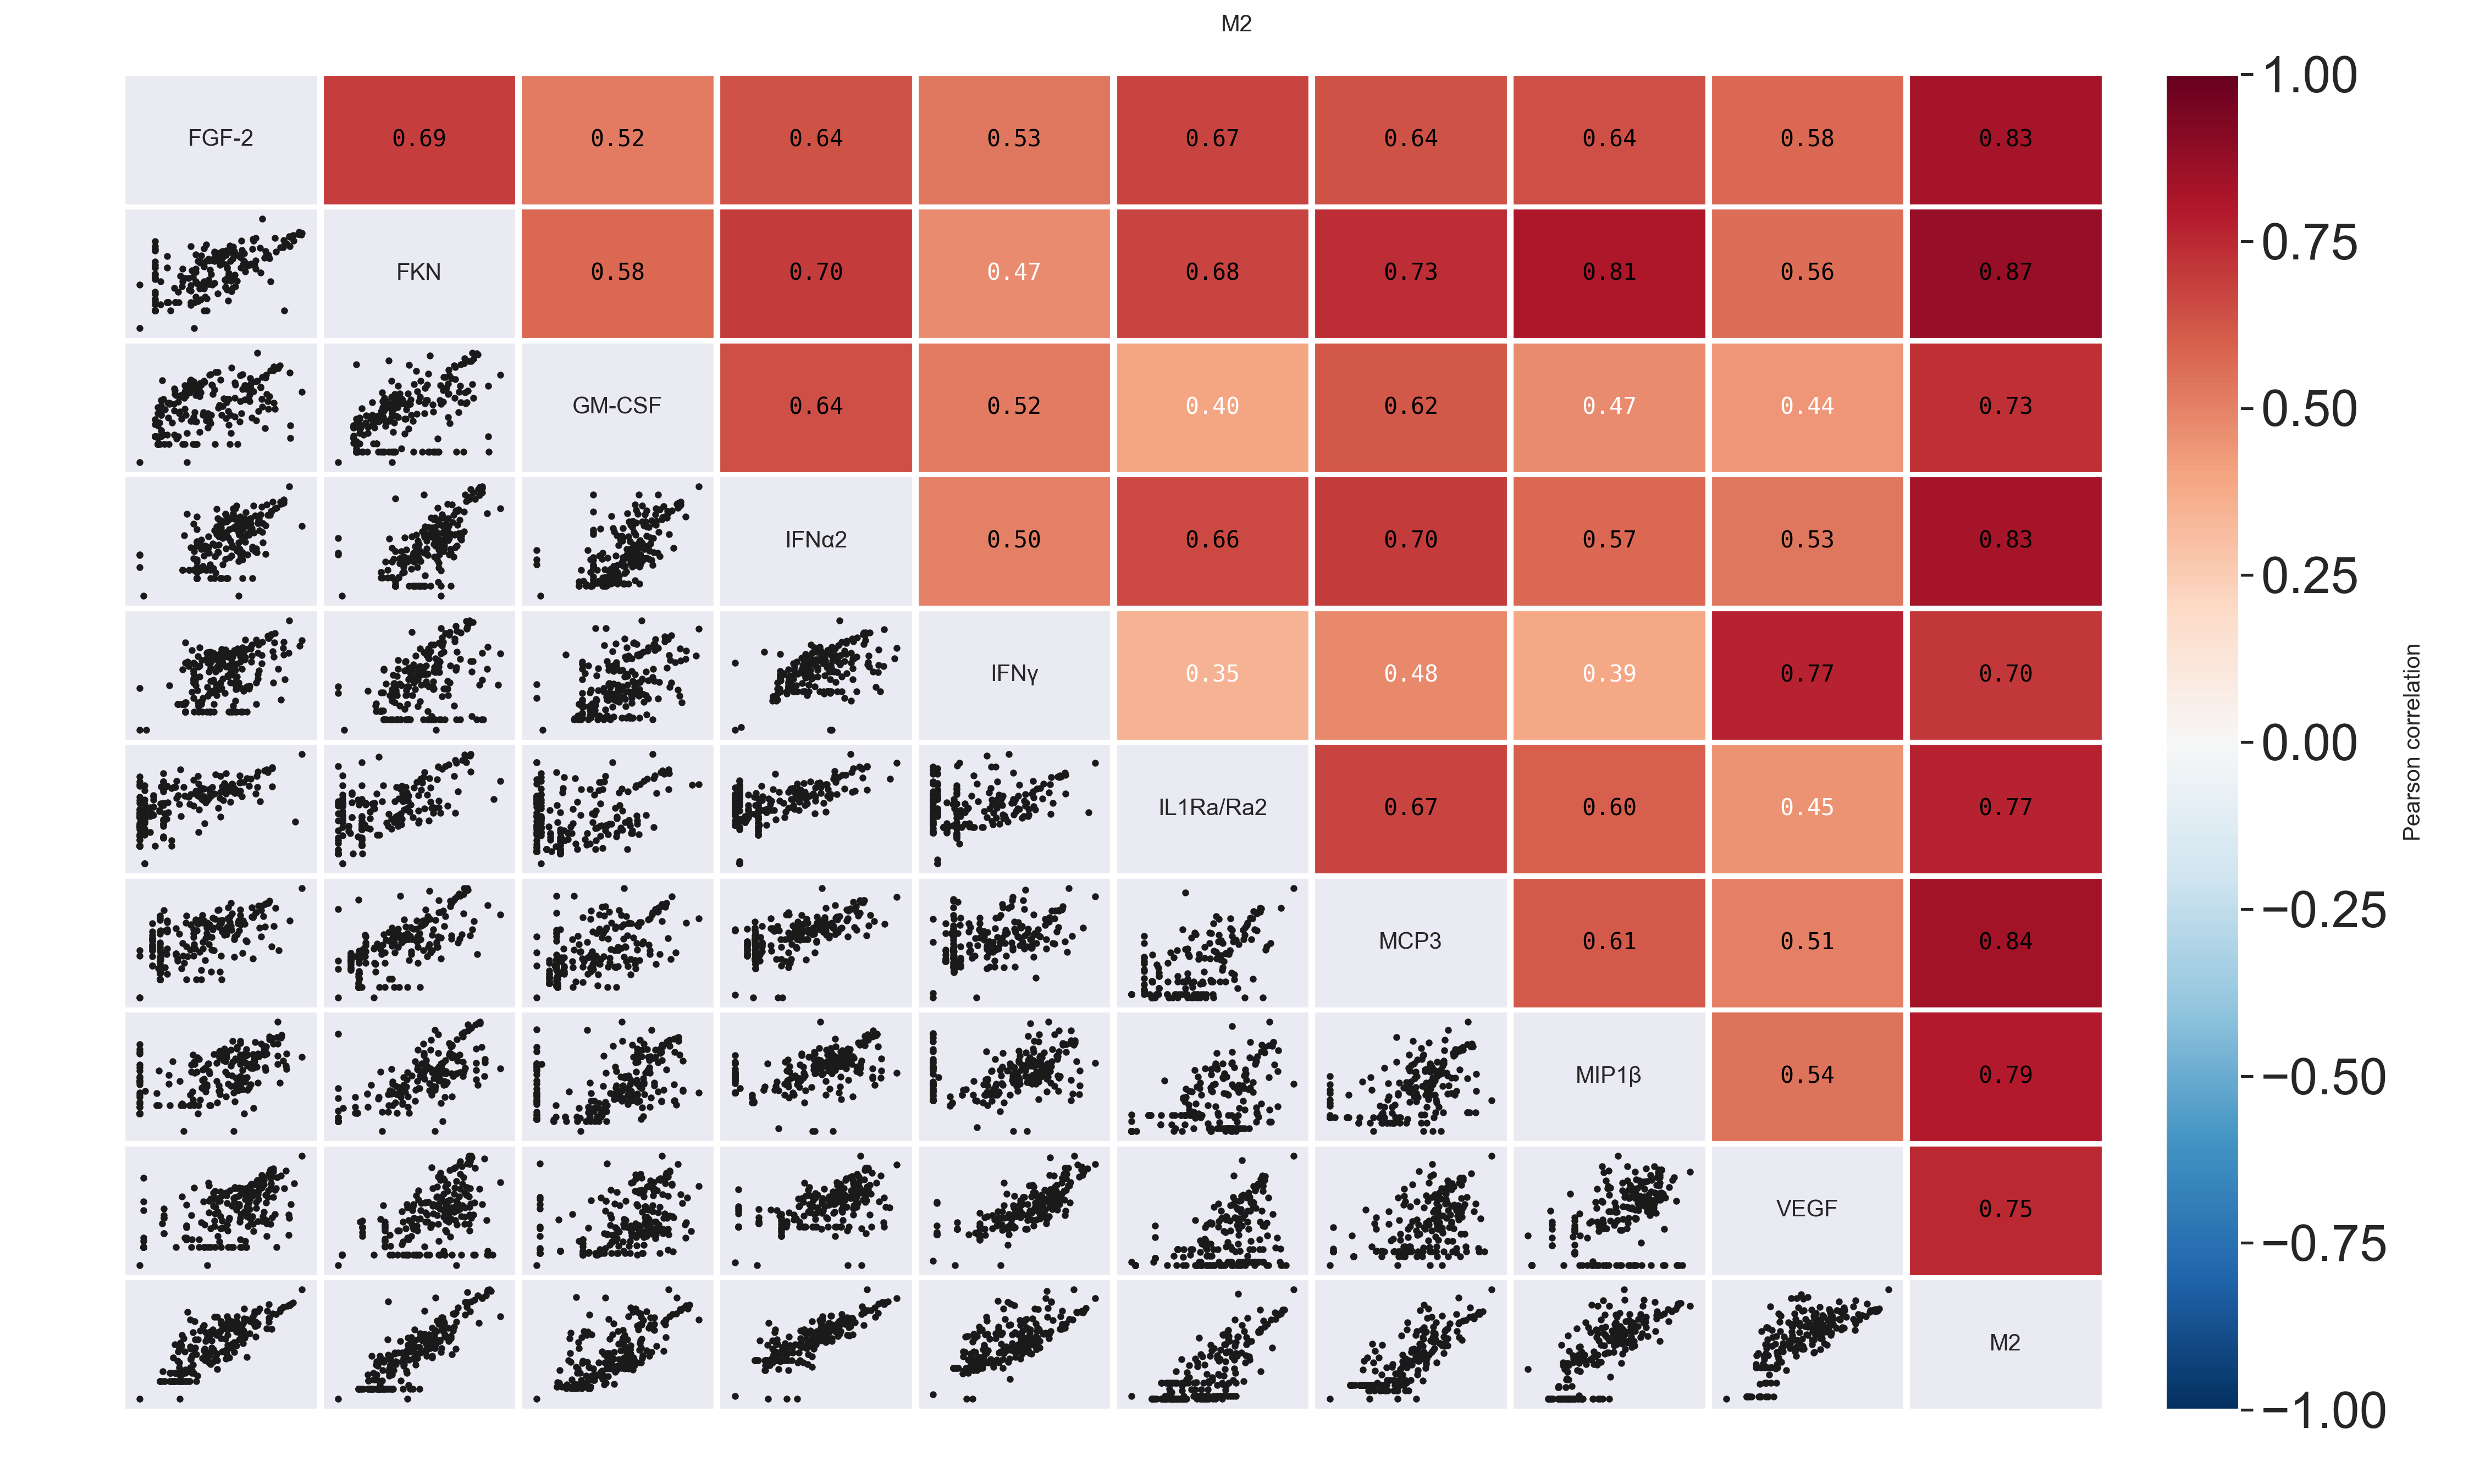 M2
FGF-2 0.69 0.52 0.64 0.53 0.67 0.64 0.64 0.58 0.83
FKN 0.58 0.70 0.47 0.68 0.73 0.81 0.56 0.87
GM-CSF 0.64 0.52 0.40 0.62 0.47 0.44 0.73
IFNα2 0.50 0.66 0.70 0.57 0.53 0.83
IFNγ 0.35 0.48 0.39 0.77 0.70
IL1Ra/Ra2 0.67 0.60 0.45 0.77
MCP3 0.61 0.51 0.84
MIP1β 0.54 0.79
VEGF 0.75
M2
1.00
0.75
0.50
0.25
0.00
−0.25
−0.50
−0.75
−1.00
Pearson correlation